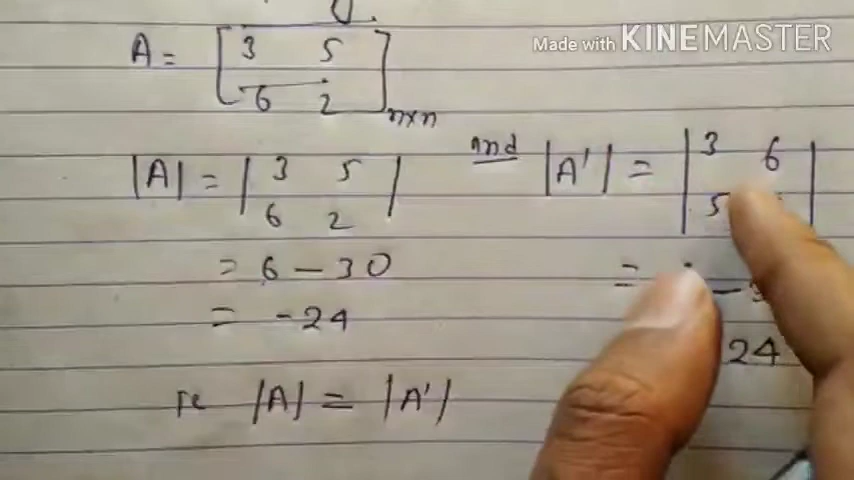 Made with KINEMASTER
A = [ 3 5
6 2 ] n×n
|A| = | 3 5
6 2 |
= 6 - 30
= -24
And |A'| = | 3 6
5 |
= -
24
ie |A| = |A'|